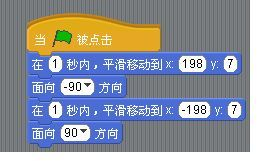 当 被点击
在 1 秒内，平滑移动到 x: 198 y: 7
面向 -90 方向
在 1 秒内，平滑移动到 x: -198 y: 7
面向 90 方向